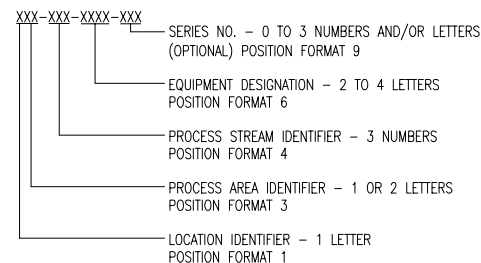 XXX-XXX-XXXX-XXX
SERIES NO. – 0 TO 3 NUMBERS AND/OR LETTERS
(OPTIONAL) POSITION FORMAT 9
EQUIPMENT DESIGNATION – 2 TO 4 LETTERS
POSITION FORMAT 6
PROCESS STREAM IDENTIFIER – 3 NUMBERS
POSITION FORMAT 4
PROCESS AREA IDENTIFIER – 1 OR 2 LETTERS
POSITION FORMAT 3
LOCATION IDENTIFIER – 1 LETTER
POSITION FORMAT 1